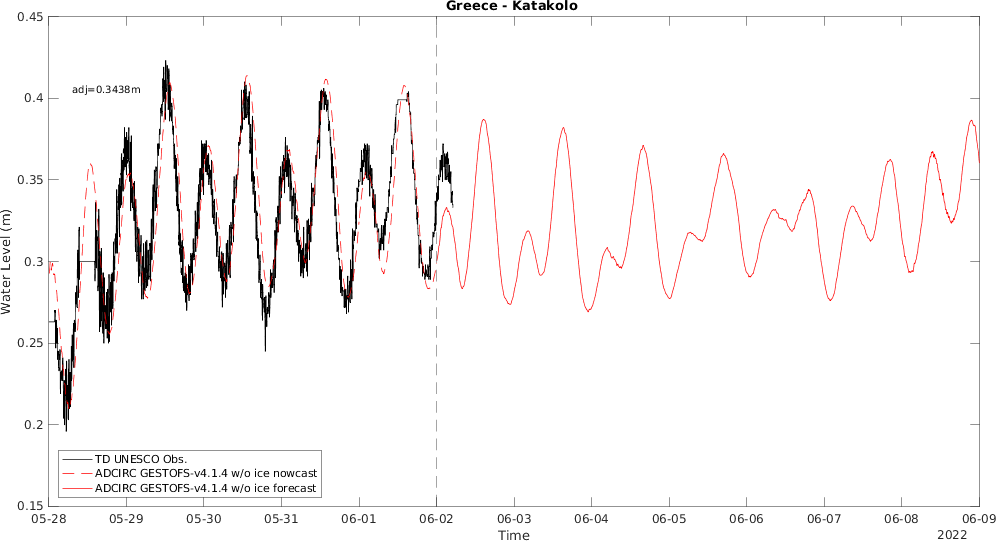 Greece - Katakolo
0.45
0.4
0.35
0.3
0.25
0.2
0.15
Water Level (m)
adj=0.3438m
TD UNESCO Obs.
ADCIRC GESTOFS-v4.1.4 w/o ice nowcast
ADCIRC GESTOFS-v4.1.4 w/o ice forecast
05-28 05-29 05-30 05-31 06-01 06-02 06-03 06-04 06-05 06-06 06-07 06-08 06-09
Time
2022